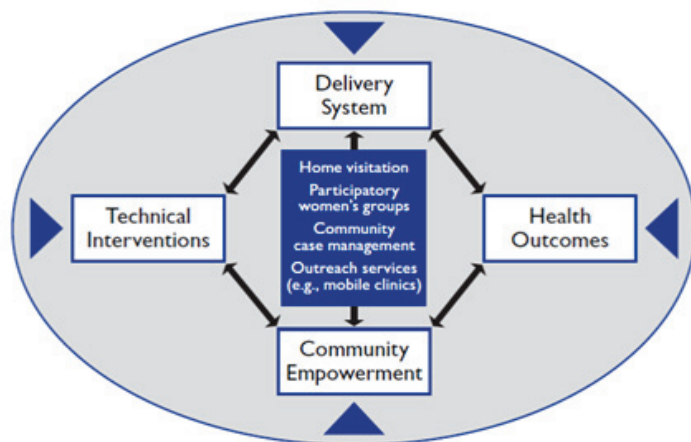 Delivery
System
Home visitation
Participatory
women's groups
Community
case management
Outreach services
(e.g., mobile clinics)
Technical
Interventions
Health
Outcomes
Community
Empowerment